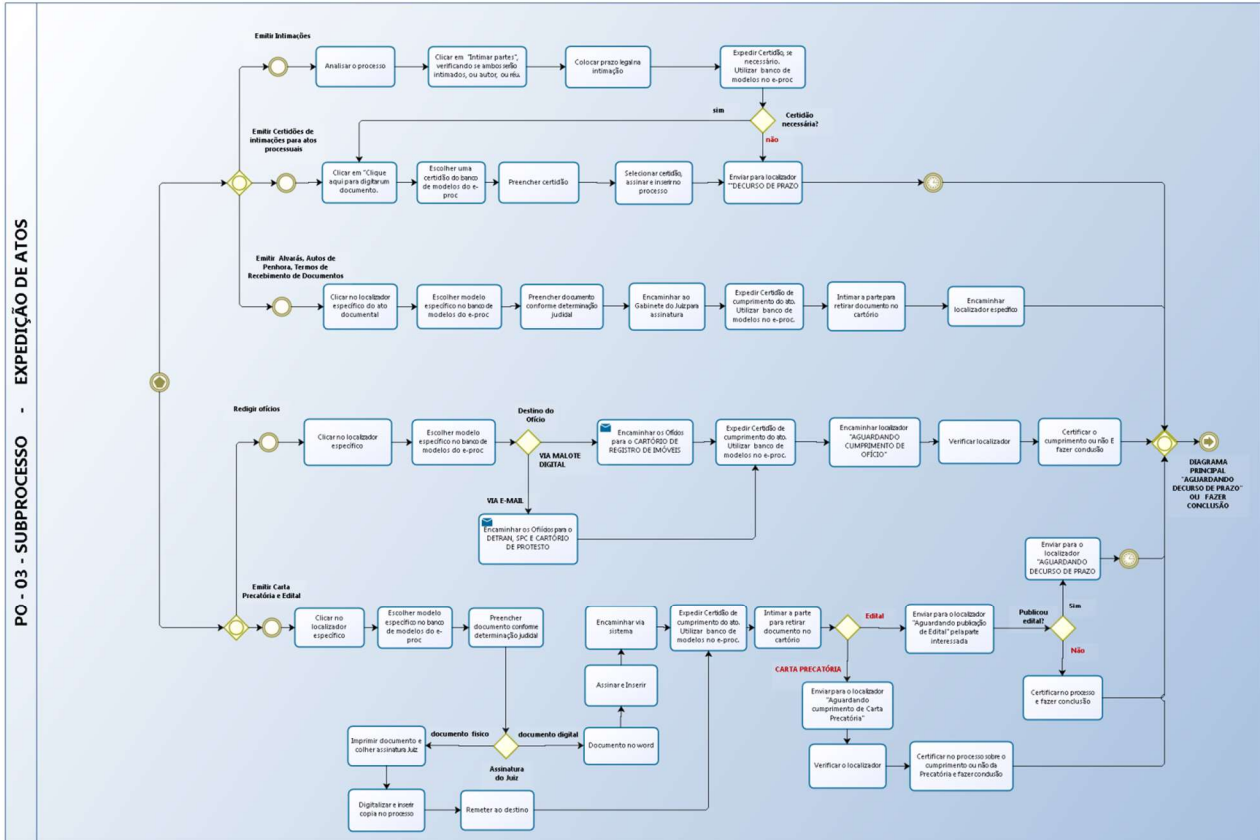 PO - 03 - SUBPROCESSO - EXPEDIÇÃO DE ATOS
Emitir Intimações
Analisar o processo
Clicar em "Intimar partes",
verificando se ambos serão
intimados, ou autor, ou réu.
Colocar prazo legal na
intimação
Expedir Certidão, se
necessário.
Utilizar banco de
modelos no e-proc
sim
Certidão
necessária?
não
Emitir Certidões de
intimações para atos
processuais
Clicar em "Clique
aqui para digitar um
documento.
Escolher uma
certidão do banco
de modelos do e-
proc
Preencher certidão
Selecionar certidão,
assinar e inserir no
processo
Enviar para localizador
""DECURSO DE PRAZO
Emitir Alvarás, Autos de
Penhora, Termos de
Recebimento de Documentos
Clicar no localizador
específico do ato
documental
Escolher modelo
específico no banco de
modelos do e-proc
Preencher documento
conforme determinação
judicial
Encaminhar ao
Gabinete do Juiz para
assinatura
Expedir Certidão de
cumprimento do ato.
Utilizar banco de
modelos no e-proc.
Intimar a parte para
retirar documento no
cartório
Encaminhar
localizador específico
Redigir ofícios
Clicar no localizador
específico
Escolher modelo
específico no banco de
modelos do e-proc
Destino do
Ofício
VIA MALOTE
DIGITAL
Encaminhar os Ofícios
para o CARTÓRIO DE
REGISTRO DE IMÓVEIS
Expedir Certidão de
cumprimento do ato.
Utilizar banco de
modelos no e-proc.
Encaminhar localizador
"AGUARDANDO
CUMPRIMENTO DE
OFÍCIO"
Verificar localizador
Certificar o
cumprimento ou não E
fazer conclusão
DIAGRAMA
PRINCIPAL
"AGUARDANDO
DECURSO DE PRAZO"
OU FAZER
CONCLUSÃO
VIA E-MAIL
Encaminhar os Ofiíidos para o
DETRAN, SPC E CARTÓRIO
DE PROTESTO
Emitir Carta
Precatória e Edital
Clicar no
localizador
específico
Escolher modelo
específico no banco
de modelos do e-
proc
Preencher
documento conforme
determinação judicial
Encaminhar via
sistema
Expedir Certidão de
cumprimento do ato.
Utilizar banco de
modelos no e-proc.
Intimar a parte
para retirar
documento no
cartório
Edital
Enviar para o localizador
"Aguardando publicação
de Edital" pela parte
interessada
Publicou
edital?
Sim
Enviar para o
localizador
"AGUARDANDO
DECURSO DE PRAZO
Não
Certificar no processo
e fazer conclusão
CARTA PRECATÓRIA
Enviar para o localizador
"Aguardando
cumprimento de Carta
Precatória"
Verificar o localizador
Certificar no processo sobre o
cumprimento ou não da
Precatória e fazer conclusão
Assinar e Inserir
Documento no word
documento físico
documento digital
Assinatura
do Juiz
Imprimir documento e
colher assinatura Juiz
Digitalizar e inserir
copia no processo
Remeter ao destino